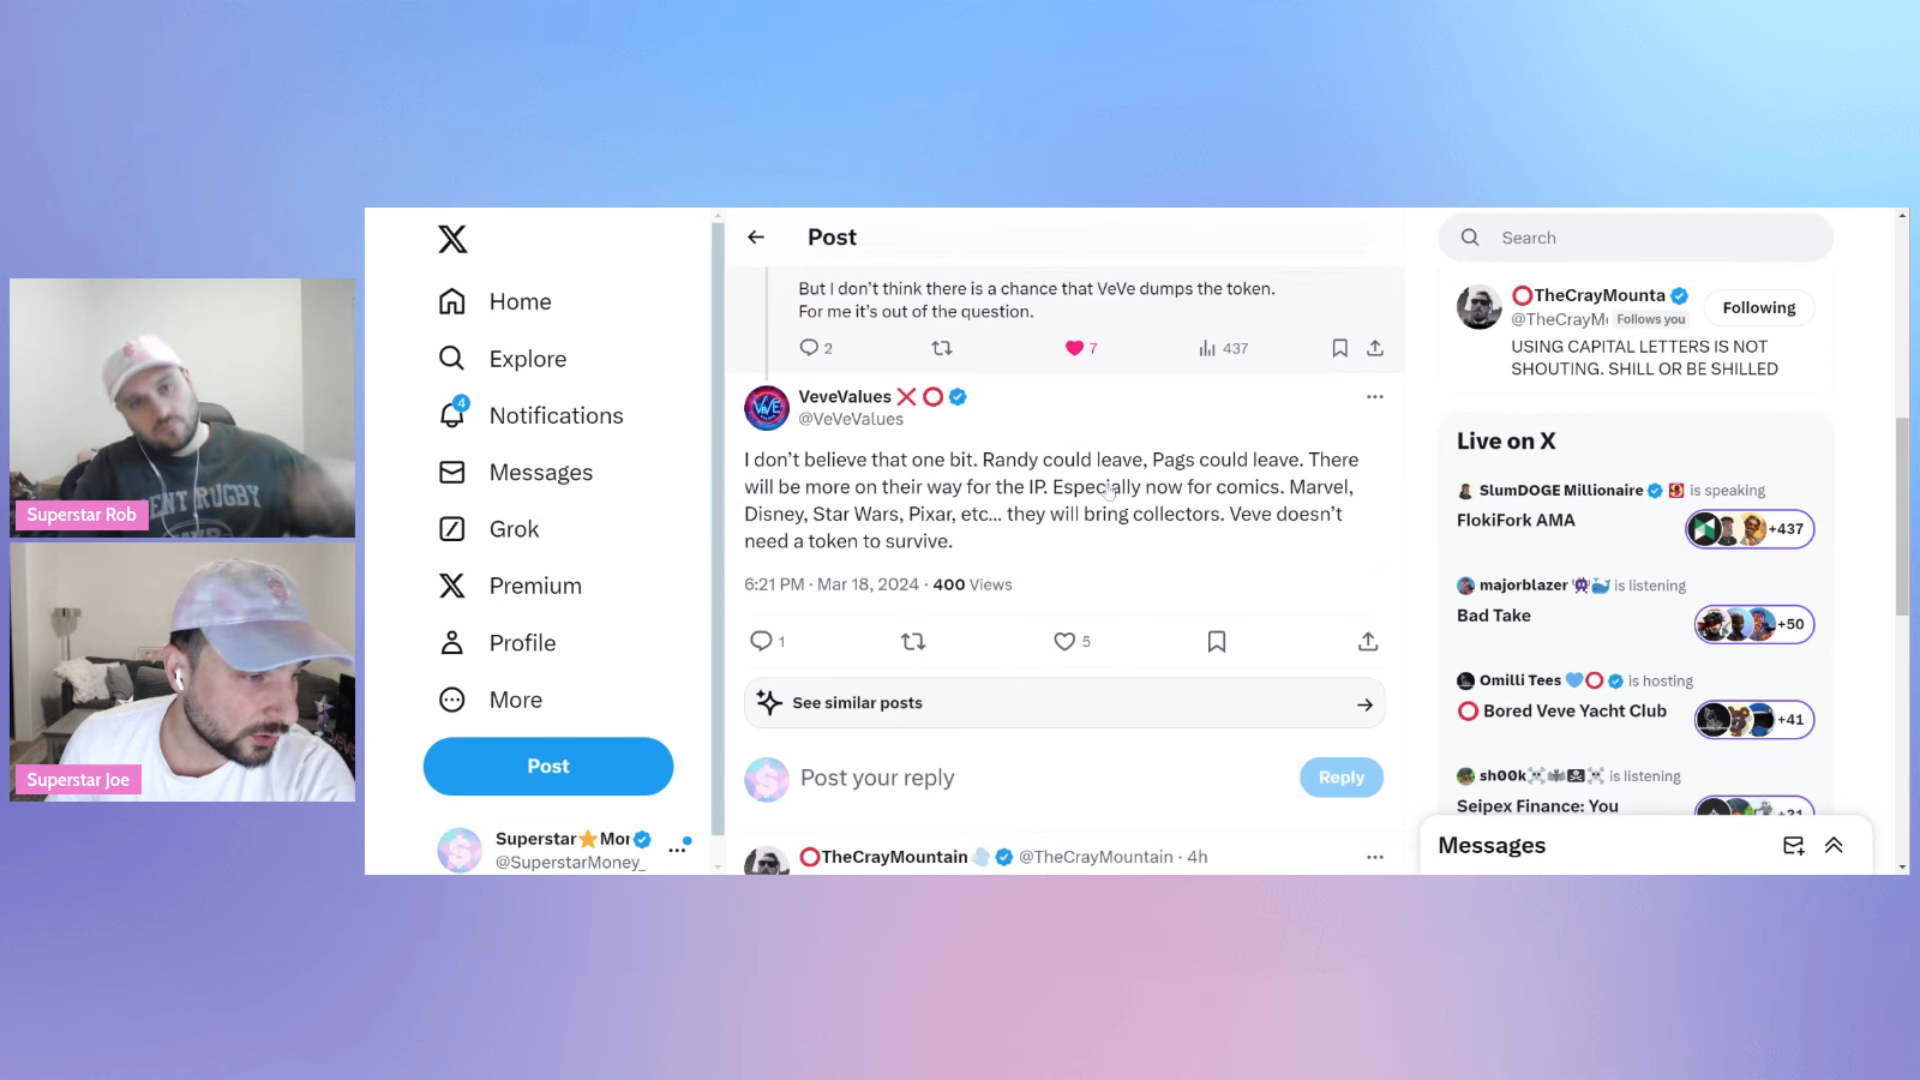 ENT RUGBY
Superstar Rob
Superstar Joe
Home
Explore
4
Notifications
Messages
Grok
Premium
Profile
More
Post
Superstar⭐Mor
@SuperstarMoney_
Post
But I don't think there is a chance that VeVe dumps the token.
For me it's out of the question.
2
7
437
VeveValues ❌ ⭕
@VeVeValues
I don't believe that one bit. Randy could leave, Pags could leave. There
will be more on their way for the IP. Especially now for comics. Marvel,
Disney, Star Wars, Pixar, etc... they will bring collectors. Veve doesn't
need a token to survive.
6:21 PM · Mar 18, 2024 · 400 Views
1
5
See similar posts
Post your reply
Reply
⭕TheCrayMountain @TheCrayMountain · 4h
Search
⭕TheCrayMounta
Following
@TheCrayM Follows you
USING CAPITAL LETTERS IS NOT
SHOUTING. SHILL OR BE SHILLED
Live on X
SlumDOGE Millionaire is speaking
FlokiFork AMA
+437
majorblazer 👾🐳 is listening
Bad Take
+50
Omilli Tees 🩵⭕ is hosting
⭕ Bored Veve Yacht Club
+41
sh00k is listening
Seipex Finance: You
Messages